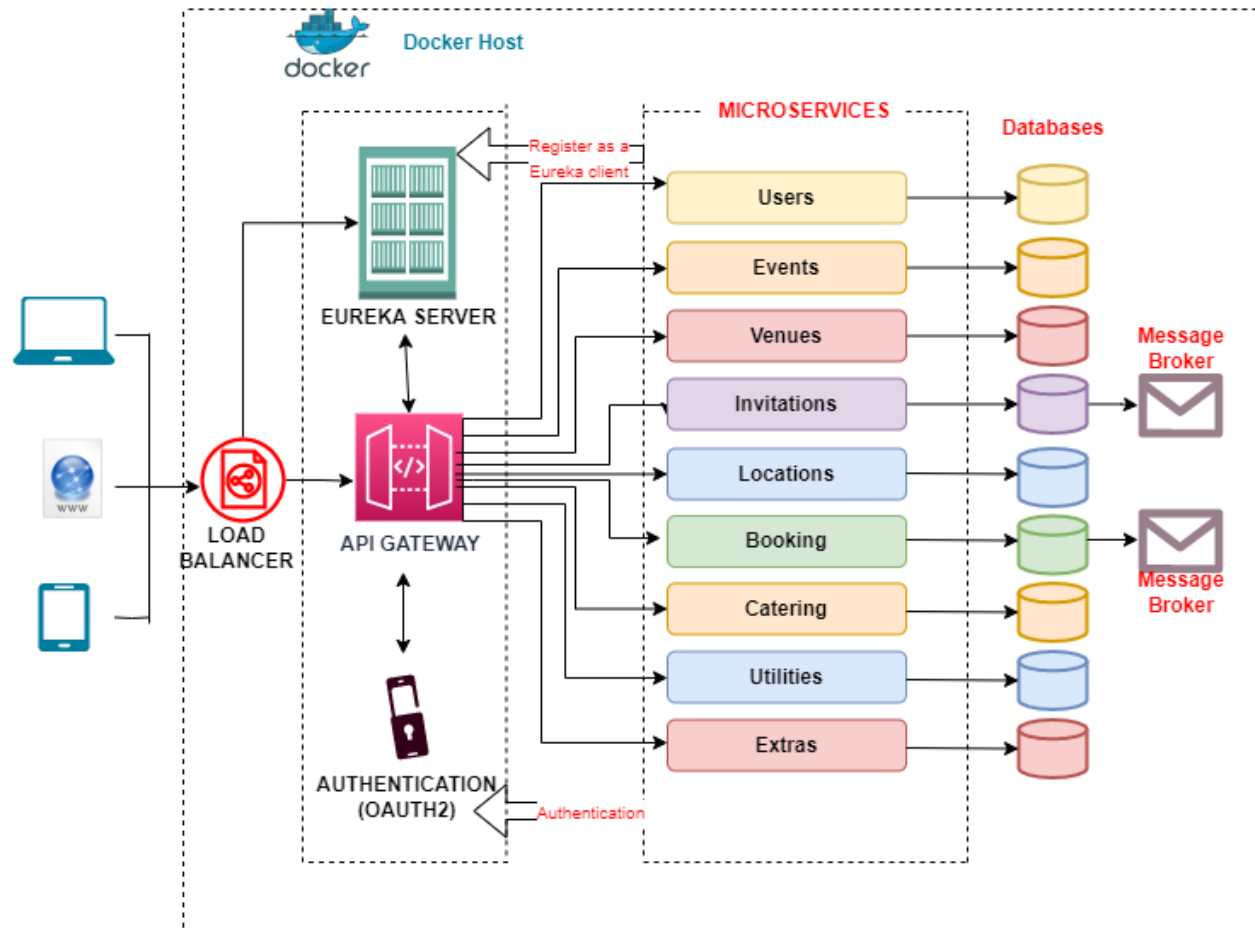 docker
Docker Host
MICROSERVICES
Databases
Register as a
Eureka client
Users
Events
EUREKA SERVER
Venues
Message
Broker
Invitations
WWW
Locations
LOAD
BALANCER
API GATEWAY
Booking
Message
Broker
Catering
Utilities
Extras
AUTHENTICATION
(OAUTH2)
Authentication